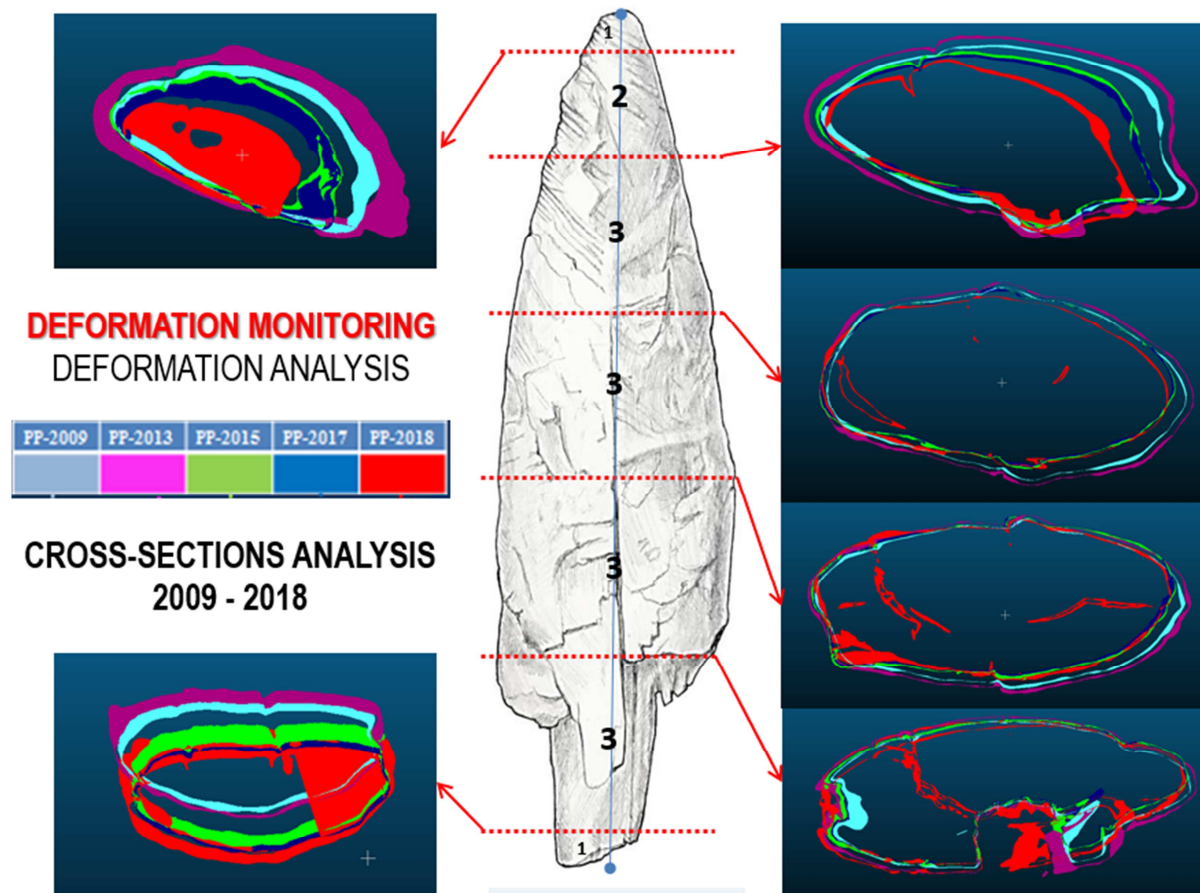 1
2
3
3
3
3
1
DEFORMATION MONITORING
DEFORMATION ANALYSIS
PP-2009 PP-2013 PP-2015 PP-2017 PP-2018
CROSS-SECTIONS ANALYSIS
2009 - 2018